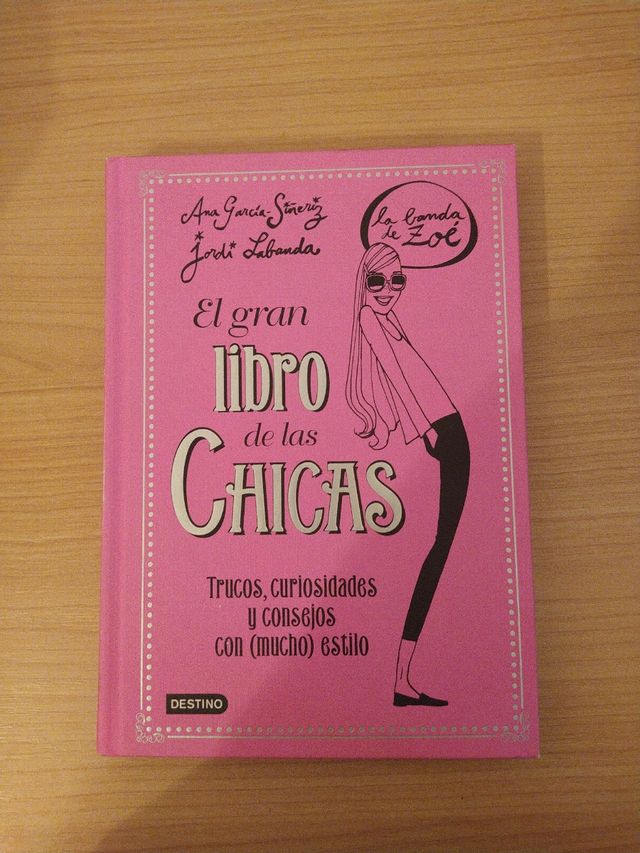 Ana García-Siñeriz
Jordi Labanda
la banda
de Zoé
El gran
libro
de las
CHICAS
Trucos, curiosidades
y consejos
con (mucho) estilo
DESTINO